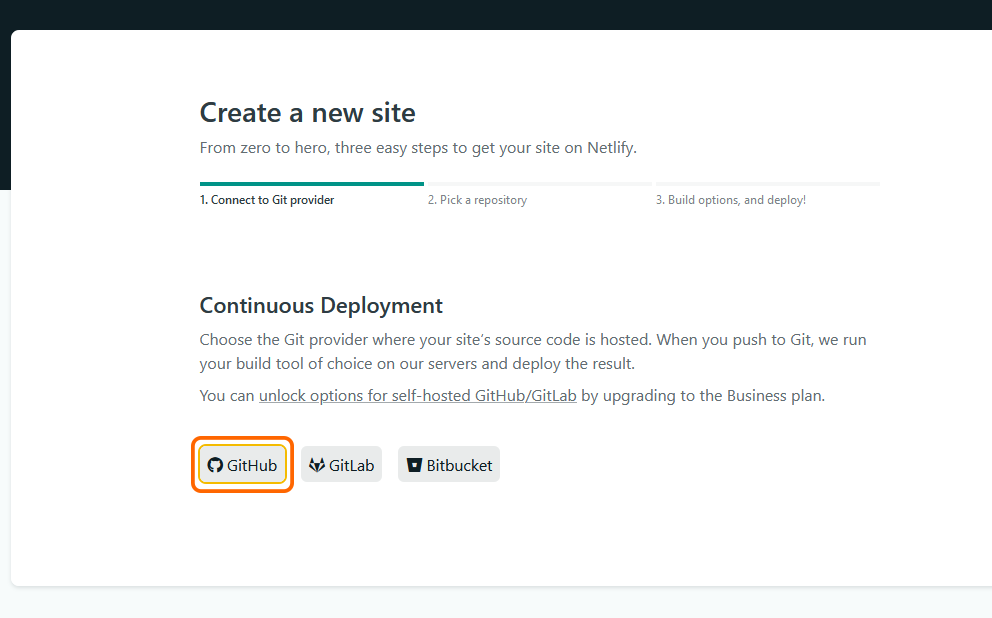 Create a new site
From zero to hero, three easy steps to get your site on Netlify.
1. Connect to Git provider
2. Pick a repository
3. Build options, and deploy!
Continuous Deployment
Choose the Git provider where your site’s source code is hosted. When you push to Git, we run
your build tool of choice on our servers and deploy the result.
You can unlock options for self-hosted GitHub/GitLab by upgrading to the Business plan.
GitHub
GitLab
Bitbucket